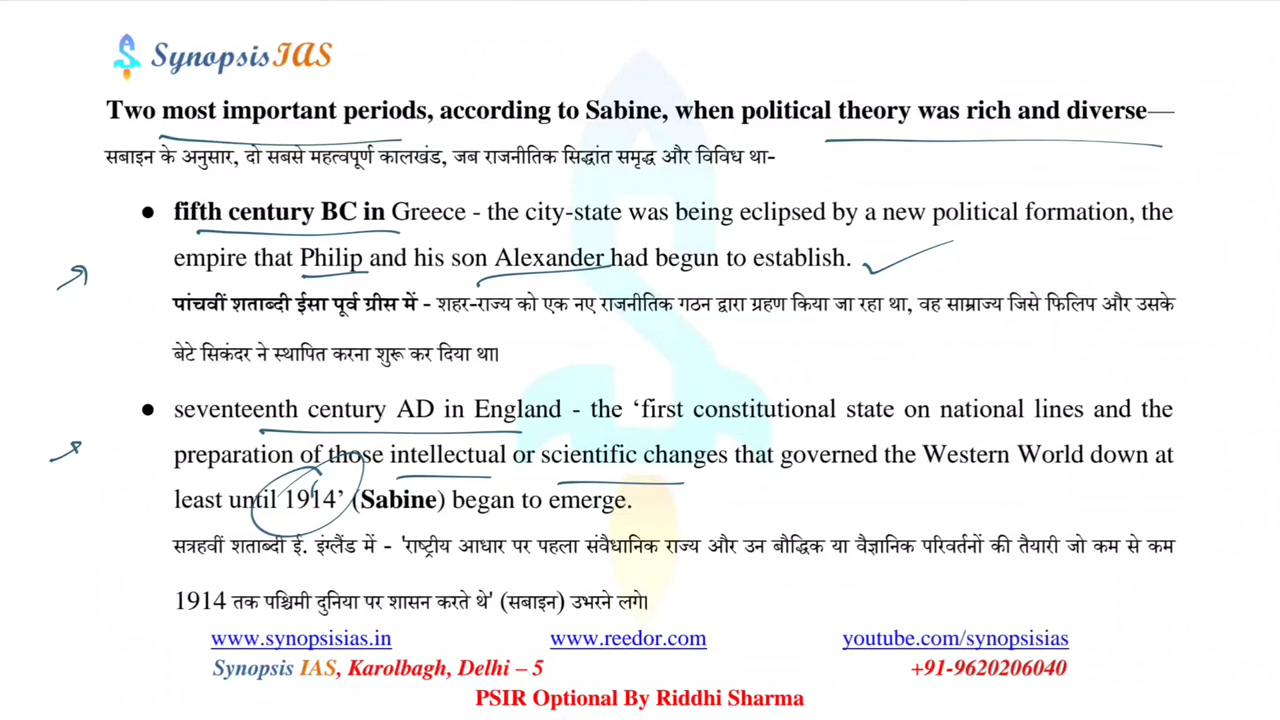 Synopsis IAS
Two most important periods, according to Sabine, when political theory was rich and diverse—
सबाइन के अनुसार, दो सबसे महत्वपूर्ण कालखंड, जब राजनीतिक सिद्धांत समृद्ध और विविध था-
● fifth century BC in Greece - the city-state was being eclipsed by a new political formation, the
empire that Philip and his son Alexander had begun to establish.
पांचवीं शताब्दी ईसा पूर्व ग्रीस में - शहर-राज्य को एक नए राजनीतिक गठन द्वारा ग्रहण किया जा रहा था, वह साम्राज्य जिसे फिलिप और उसके
बेटे सिकंदर ने स्थापित करना शुरू कर दिया था।
● seventeenth century AD in England - the ‘first constitutional state on national lines and the
preparation of those intellectual or scientific changes that governed the Western World down at
least until 1914’ (Sabine) began to emerge.
सत्रहवीं शताब्दी ई. इंग्लैंड में - 'राष्ट्रीय आधार पर पहला संवैधानिक राज्य और उन बौद्धिक या वैज्ञानिक परिवर्तनों की तैयारी जो कम से कम
1914 तक पश्चिमी दुनिया पर शासन करते थे' (सबाइन) उभरने लगे।
www.synopsisias.in www.reedor.com youtube.com/synopsisias
Synopsis IAS, Karolbagh, Delhi – 5 +91-9620206040
PSIR Optional By Riddhi Sharma